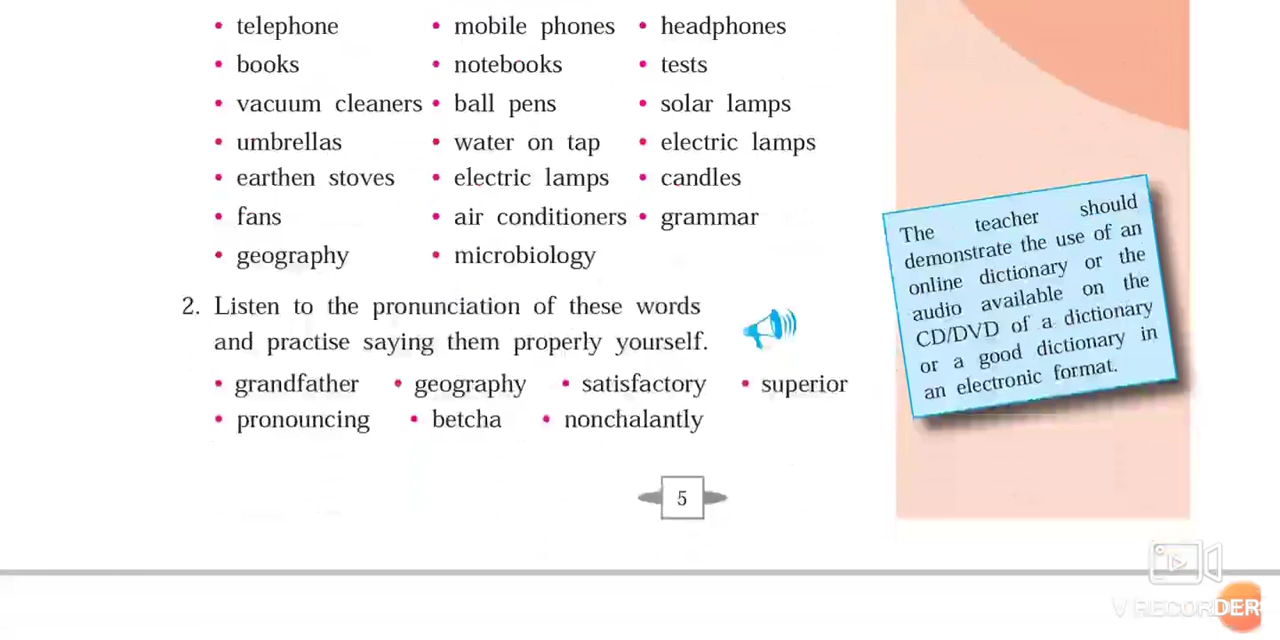 • telephone • mobile phones • headphones
• books • notebooks • tests
• vacuum cleaners • ball pens • solar lamps
• umbrellas • water on tap • electric lamps
• earthen stoves • electric lamps • candles
• fans • air conditioners • grammar
• geography • microbiology
2. Listen to the pronunciation of these words
and practise saying them properly yourself.
• grandfather • geography • satisfactory • superior
• pronouncing • betcha • nonchalantly
5
The teacher should
demonstrate the use of an
online dictionary or the
audio available on the
CD/DVD of a dictionary
or a good dictionary in
an electronic format.
V RECORDER